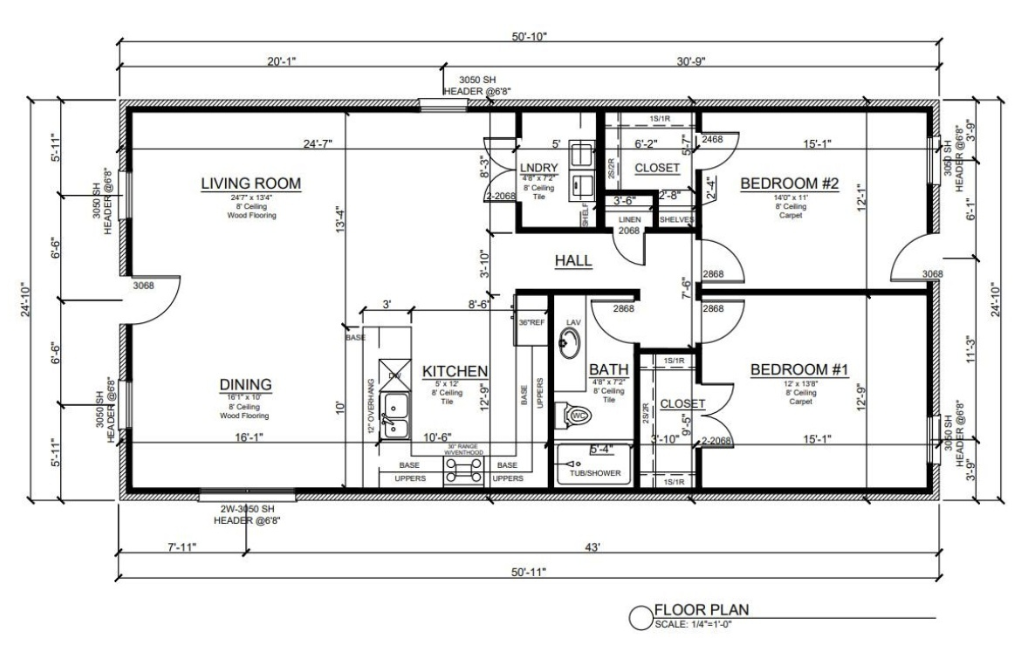 50'-10"
20'-1"
30'-9"
3050 SH
HEADER @6'8"
24'-7"
5'
6'-2"
1S/1R
15'-1"
5'-11"
3'-9"
8'-3"
5'-7"
2468
2S/2R
3050 SH
HEADER @6'8"
LIVING ROOM
24'7" x 13'4"
8' Ceiling
Wood Flooring
3050 SH
HEADER @6'8"
13'-4"
LNDRY
4'8" x 7'2"
8' Ceiling
Tile
2-2068
SHELF
CLOSET
2'-4"
3'-6"
2'-8"
LINEN
SHELVES
2068
BEDROOM #2
14'0" x 11'
8' Ceiling
Carpet
12'-1"
6'-1"
6'-6"
3'-10"
HALL
7'-6"
2868
3068
3068
24'-10"
24'-10"
3'
8'-6"
2868
2868
BASE
36"REF
LAV
6'-6"
11'-3"
DINING
16'1" x 10'
8' Ceiling
Wood Flooring
3050 SH
HEADER @6'8"
10'
12" OVERHANG
DW
KITCHEN
5' x 12'
8' Ceiling
Tile
12'-9"
BASE
UPPERS
BATH
4'8" x 7'2"
8' Ceiling
Tile
WC
1S/1R
CLOSET
2S/2R
9'-5"
BEDROOM #1
12' x 13'8"
8' Ceiling
Carpet
12'-9"
3050 SH
HEADER @6'8"
16'-1"
10'-6"
5'-4"
3'-10"
2-2068
15'-1"
5'-11"
3'-9"
36" RANGE
W/VENTHOOD
BASE
BASE
UPPERS
UPPERS
TUB/SHOWER
1S/1R
2W-3050 SH
HEADER @6'8"
7'-11"
43'
50'-11"
FLOOR PLAN
SCALE: 1/4"=1'-0"